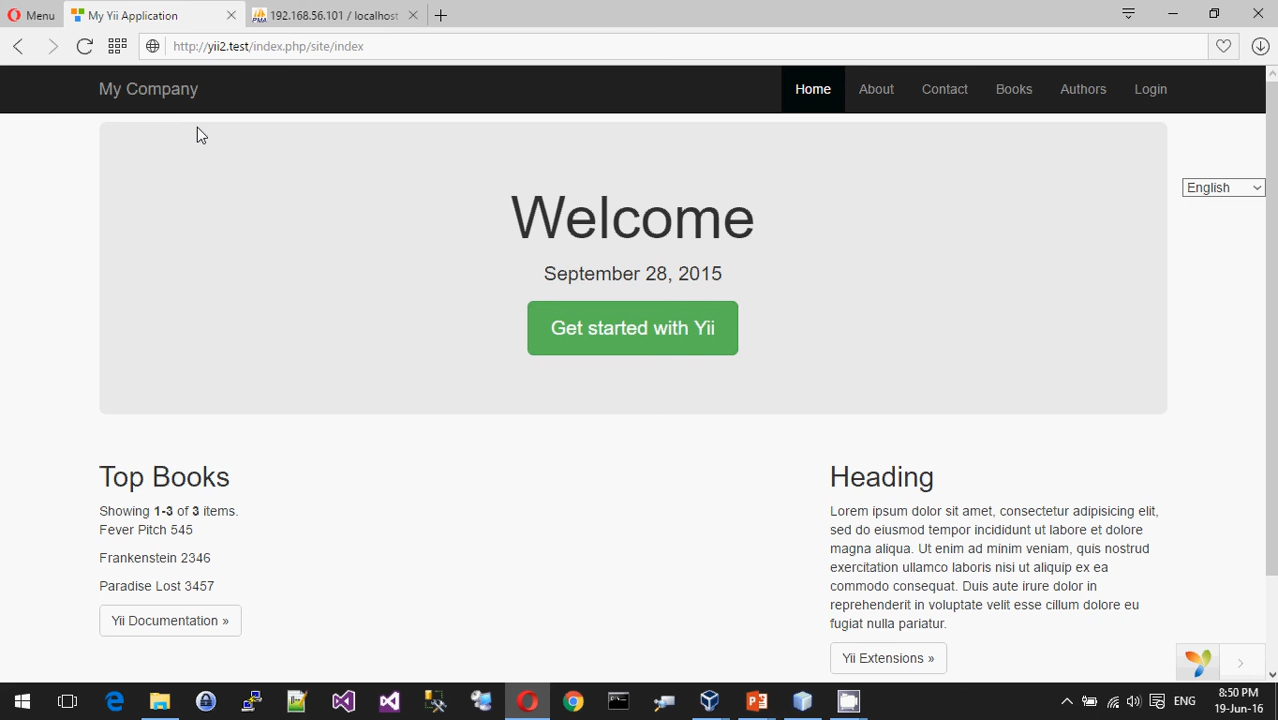 Menu
My Yii Application
PMA
192.168.56.101 / localhost
http://yii2.test/index.php/site/index
My Company
Home
About
Contact
Books
Authors
Login
English
Welcome
September 28, 2015
Get started with Yii
Top Books
Showing 1-3 of 3 items.
Fever Pitch 545
Frankenstein 2346
Paradise Lost 3457
Yii Documentation »
Heading
Lorem ipsum dolor sit amet, consectetur adipisicing elit,
sed do eiusmod tempor incididunt ut labore et dolore
magna aliqua. Ut enim ad minim veniam, quis nostrud
exercitation ullamco laboris nisi ut aliquip ex ea
commodo consequat. Duis aute irure dolor in
reprehenderit in voluptate velit esse cillum dolore eu
fugiat nulla pariatur.
Yii Extensions »
ENG
8:50 PM
19-Jun-16